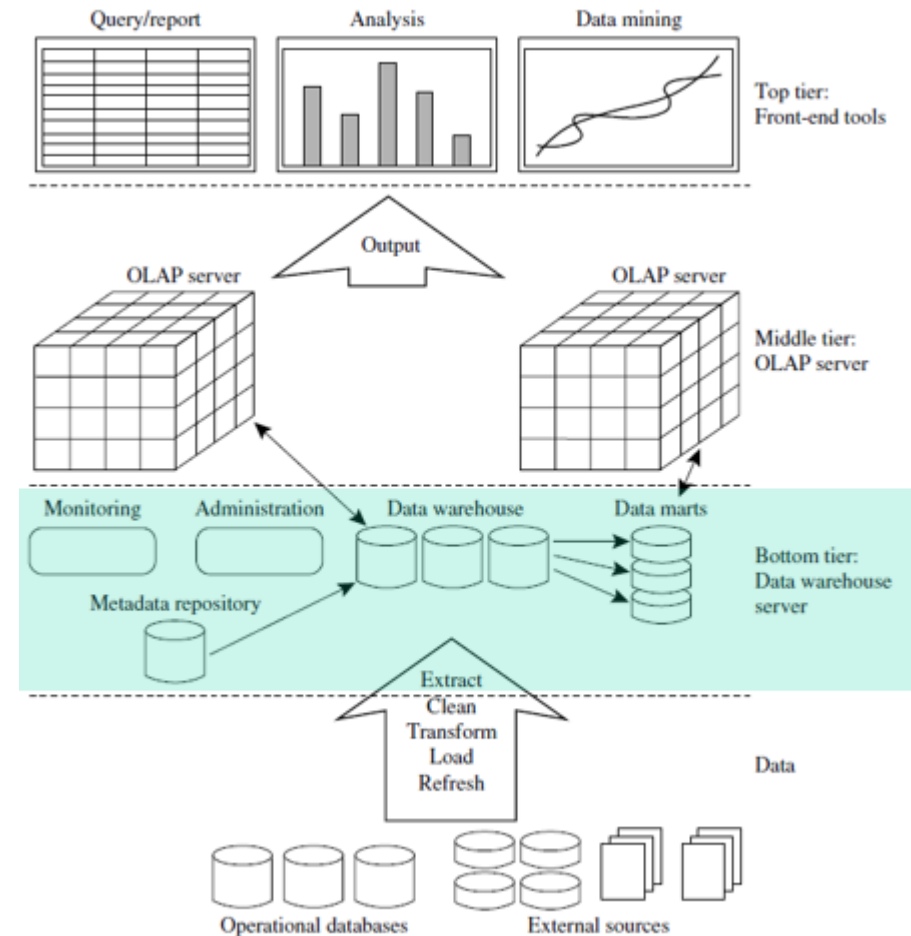 Query/report
Analysis
Data mining
Top tier:
Front-end tools
Output
OLAP server
OLAP server
Middle tier:
OLAP server
Monitoring
Administration
Data warehouse
Data marts
Bottom tier:
Data warehouse
server
Metadata repository
Extract
Clean
Transform
Load
Refresh
Data
Operational databases
External sources